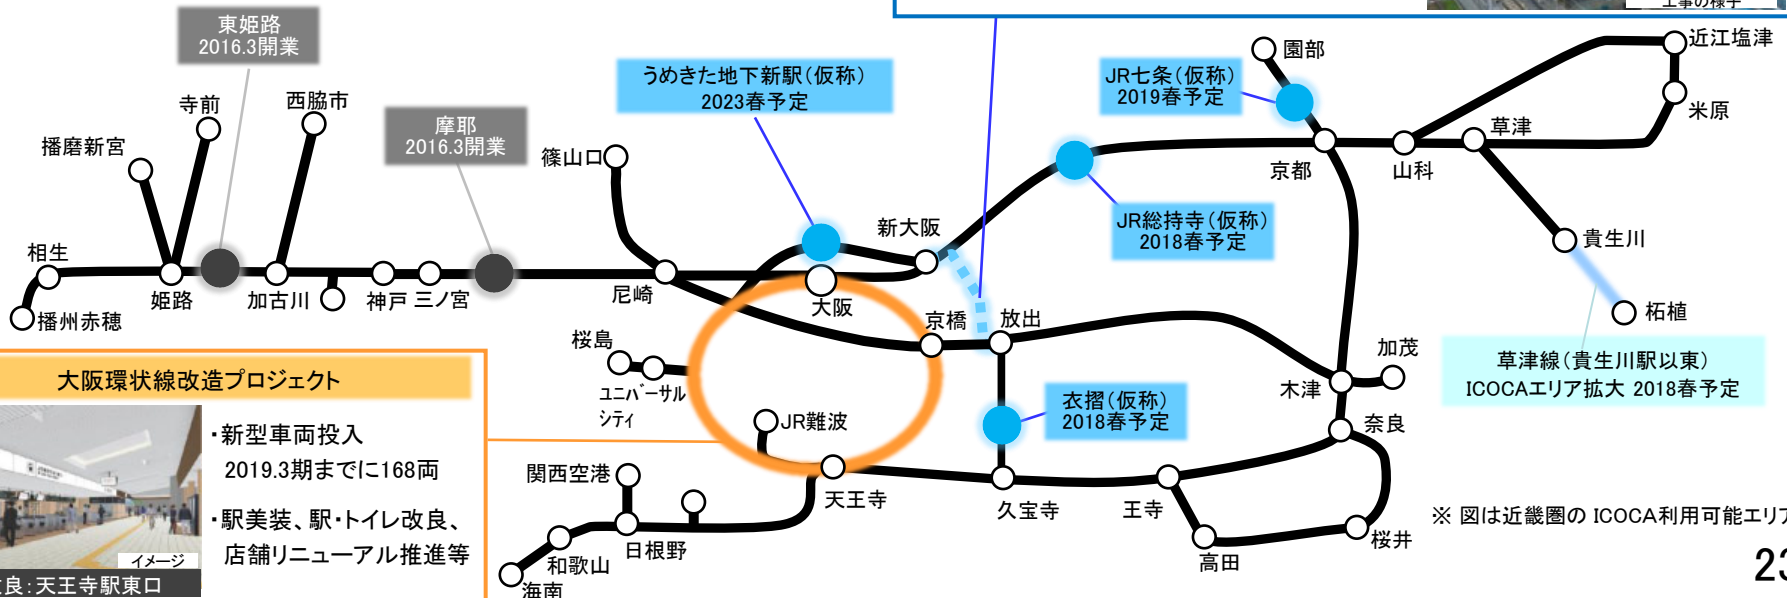 工事の様子
東姫路
2016.3開業
うめきた地下新駅(仮称)
2023春予定
JR七条(仮称)
2019春予定
園部
近江塩津
米原
寺前
西脇市
摩耶
2016.3開業
播磨新宮
篠山口
草津
京都
山科
JR総持寺(仮称)
2018春予定
新大阪
貴生川
相生
姫路
加古川
神戸
三ノ宮
尼崎
大阪
播州赤穂
京橋
放出
柘植
桜島
ユニバーサル
シティ
加茂
木津
草津線(貴生川駅以東)
ICOCAエリア拡大 2018春予定
大阪環状線改造プロジェクト
衣摺(仮称)
2018春予定
JR難波
奈良
・新型車両投入
2019.3期までに168両
・駅美装、駅・トイレ改良、
店舗リニューアル推進等
イメージ
良:天王寺駅東口
関西空港
天王寺
久宝寺
王寺
日根野
和歌山
海南
高田
桜井
※ 図は近畿圏の ICOCA利用可能エリア
23